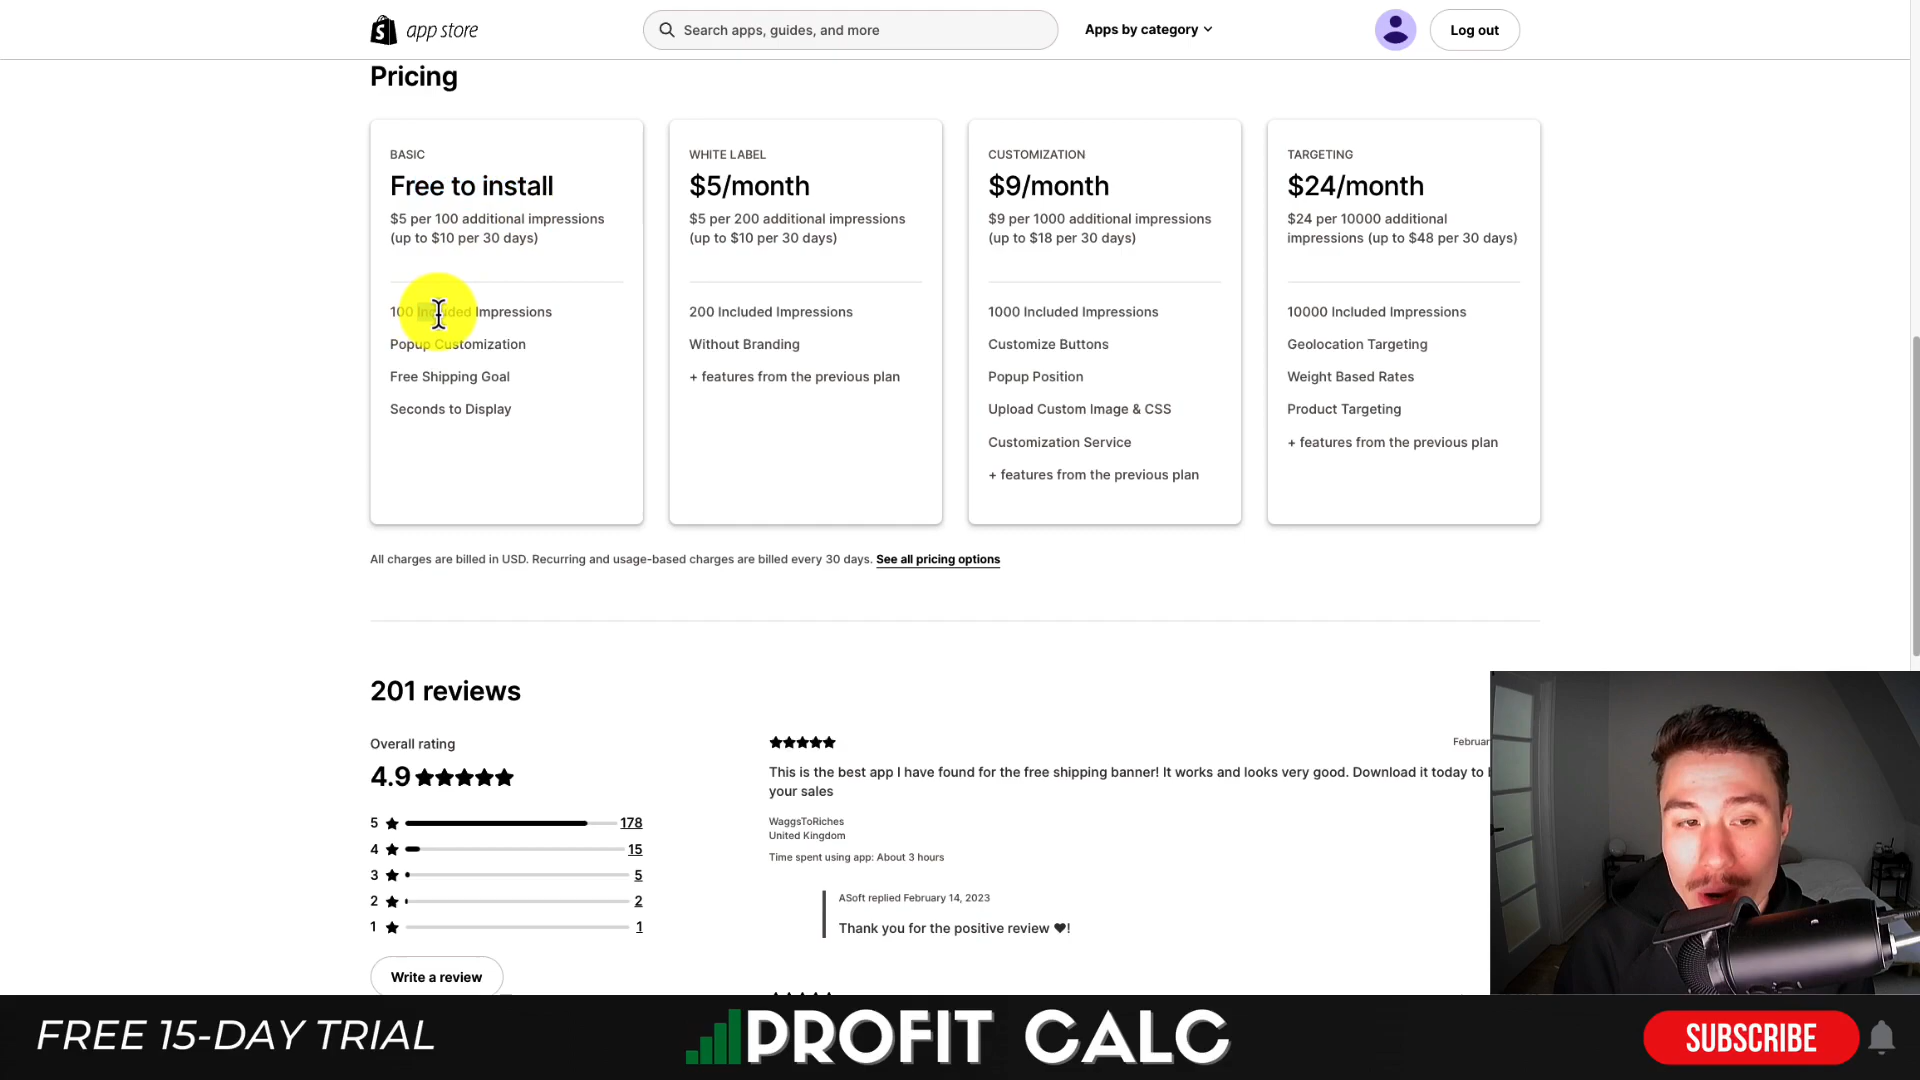 app store
Search apps, guides, and more
Apps by category
Log out
Pricing
BASIC
Free to install
$5 per 100 additional impressions
(up to $10 per 30 days)
100 Included Impressions
Popup Customization
Free Shipping Goal
Seconds to Display
WHITE LABEL
$5/month
$5 per 200 additional impressions
(up to $10 per 30 days)
200 Included Impressions
Without Branding
+ features from the previous plan
CUSTOMIZATION
$9/month
$9 per 1000 additional impressions
(up to $18 per 30 days)
1000 Included Impressions
Customize Buttons
Popup Position
Upload Custom Image & CSS
Customization Service
+ features from the previous plan
TARGETING
$24/month
$24 per 10000 additional
impressions (up to $48 per 30 days)
10000 Included Impressions
Geolocation Targeting
Weight Based Rates
Product Targeting
+ features from the previous plan
All charges are billed in USD. Recurring and usage-based charges are billed every 30 days. See all pricing options
201 reviews
Overall rating
4.9 ★★★★★
5 ★ 178
4 ★ 15
3 ★ 5
2 ★ 2
1 ★ 1
Write a review
★★★★★
This is the best app I have found for the free shipping banner! It works and looks very good. Download it today to
your sales
WaggsToRiches
United Kingdom
Time spent using app: About 3 hours
ASoft replied February 14, 2023
Thank you for the positive review ♥!
FREE 15-DAY TRIAL
PROFIT CALC
SUBSCRIBE